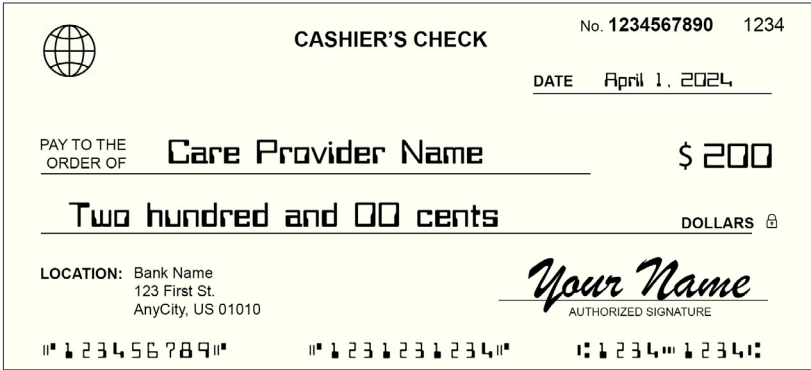 No. 1234567890 1234
CASHIER'S CHECK
DATE April 1, 2024
PAY TO THE
ORDER OF Care Provider Name $ 200
Two hundred and 00 cents DOLLARS
LOCATION: Bank Name
123 First St.
AnyCity, US 01010
Your Name
AUTHORIZED SIGNATURE
⑈123456789⑈ ⑈1231231234⑈ ⑆1234⑈1234⑆